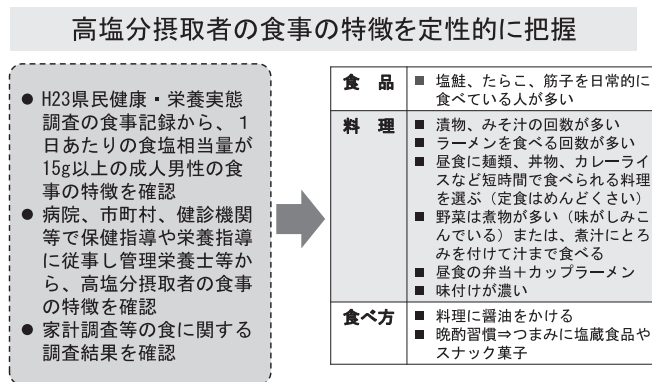 高塩分摂取者の食事の特徴を定性的に把握
● H23県民健康・栄養実態
調査の食事記録から、１
日あたりの食塩相当量が
15g以上の成人男性の食
事の特徴を確認
● 病院、市町村、健診機関
等で保健指導や栄養指導
に従事し管理栄養士等か
ら、高塩分摂取者の食事
の特徴を確認
● 家計調査等の食に関する
調査結果を確認
食　品
■ 塩鮭、たらこ、筋子を日常的に
食べている人が多い
料　理
■ 漬物、みそ汁の回数が多い
■ ラーメンを食べる回数が多い
■ 昼食に麺類、丼物、カレーライ
スなど短時間で食べられる料理
を選ぶ（定食はめんどくさい）
■ 野菜は煮物が多い（味がしみこ
んでいる）または、煮汁にとろ
みを付けて汁まで食べる
■ 昼食の弁当＋カップラーメン
■ 味付けが濃い
食べ方
■ 料理に醤油をかける
■ 晩酌習慣⇒つまみに塩蔵食品や
スナック菓子